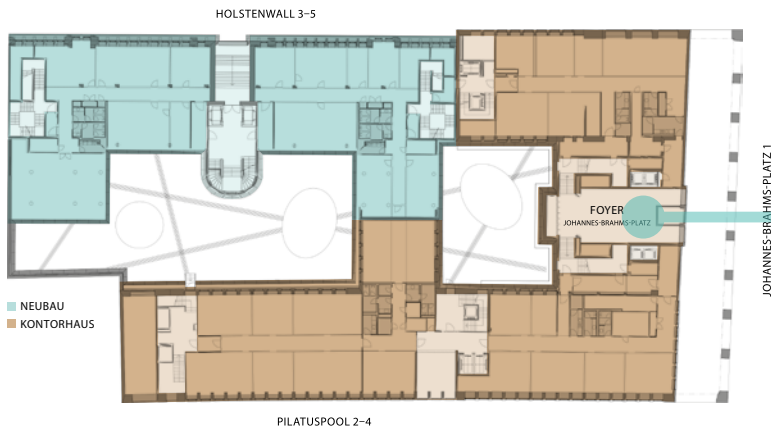 HOLSTENWALL 3–5
FOYER
JOHANNES-BRAHMS-PLATZ
JOHANNES-BRAHMS-PLATZ 1
NEUBAU
KONTORHAUS
PILATUSPOOL 2–4